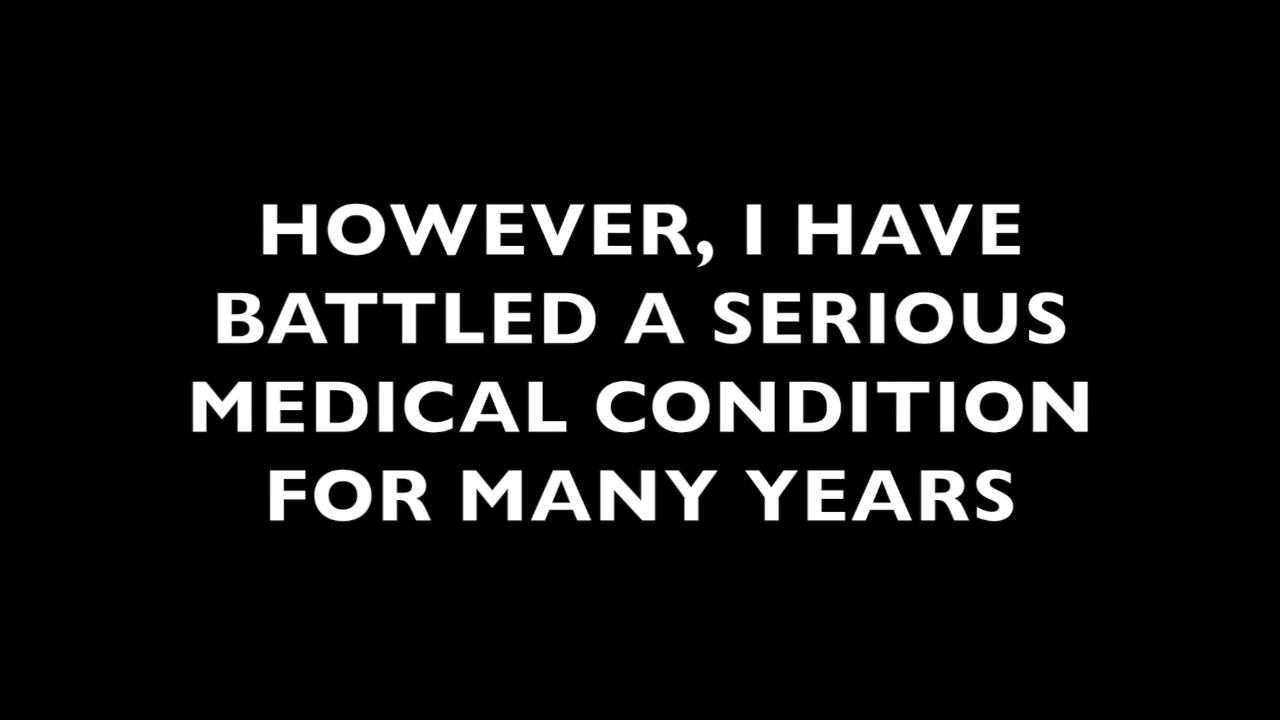 HOWEVER, I HAVE
BATTLED A SERIOUS
MEDICAL CONDITION
FOR MANY YEARS